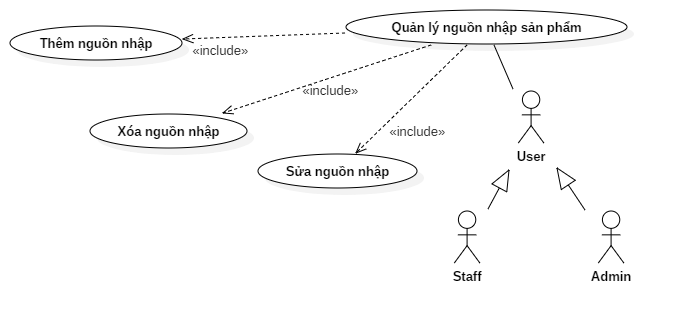 Quản lý nguồn nhập sản phẩm
Thêm nguồn nhập
«include»
«include»
Xóa nguồn nhập
«include»
Sửa nguồn nhập
User
Staff
Admin